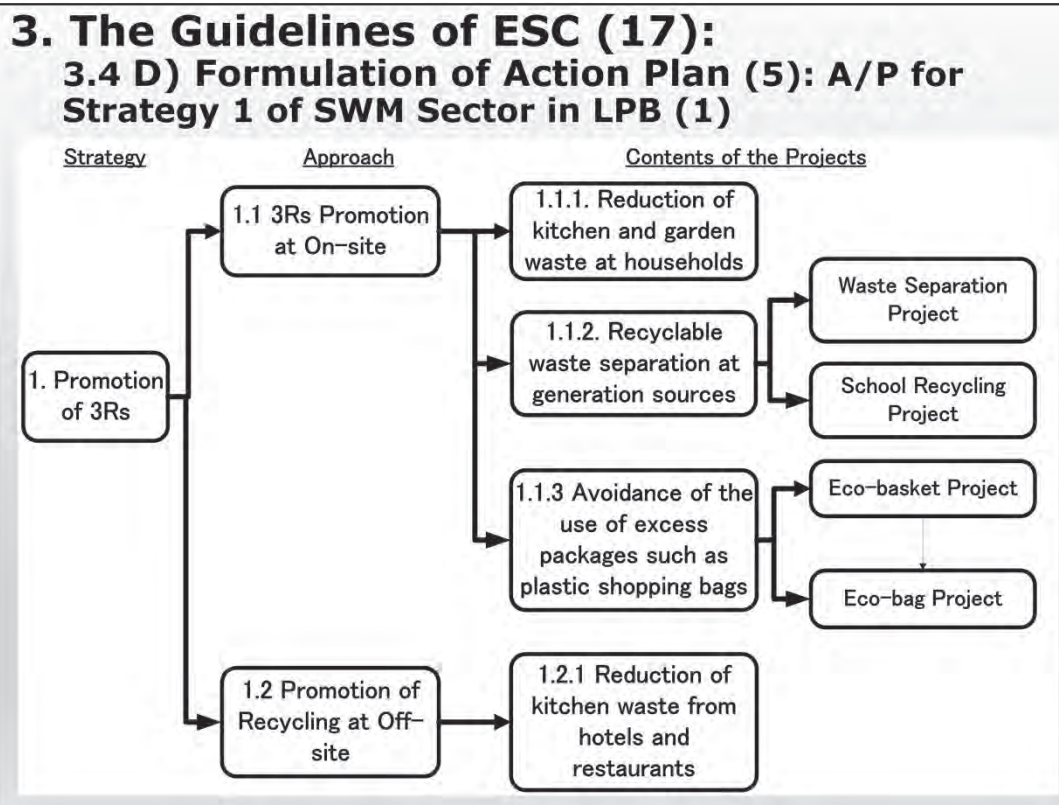 3. The Guidelines of ESC (17):
3.4 D) Formulation of Action Plan (5): A/P for
Strategy 1 of SWM Sector in LPB (1)
Strategy
Approach
Contents of the Projects
1. Promotion
of 3Rs
1.1 3Rs Promotion
at On-site
1.1.1. Reduction of
kitchen and garden
waste at households
1.1.2. Recyclable
waste separation at
generation sources
Waste Separation
Project
School Recycling
Project
1.1.3 Avoidance of the
use of excess
packages such as
plastic shopping bags
Eco-basket Project
Eco-bag Project
1.2 Promotion of
Recycling at Off-
site
1.2.1 Reduction of
kitchen waste from
hotels and
restaurants